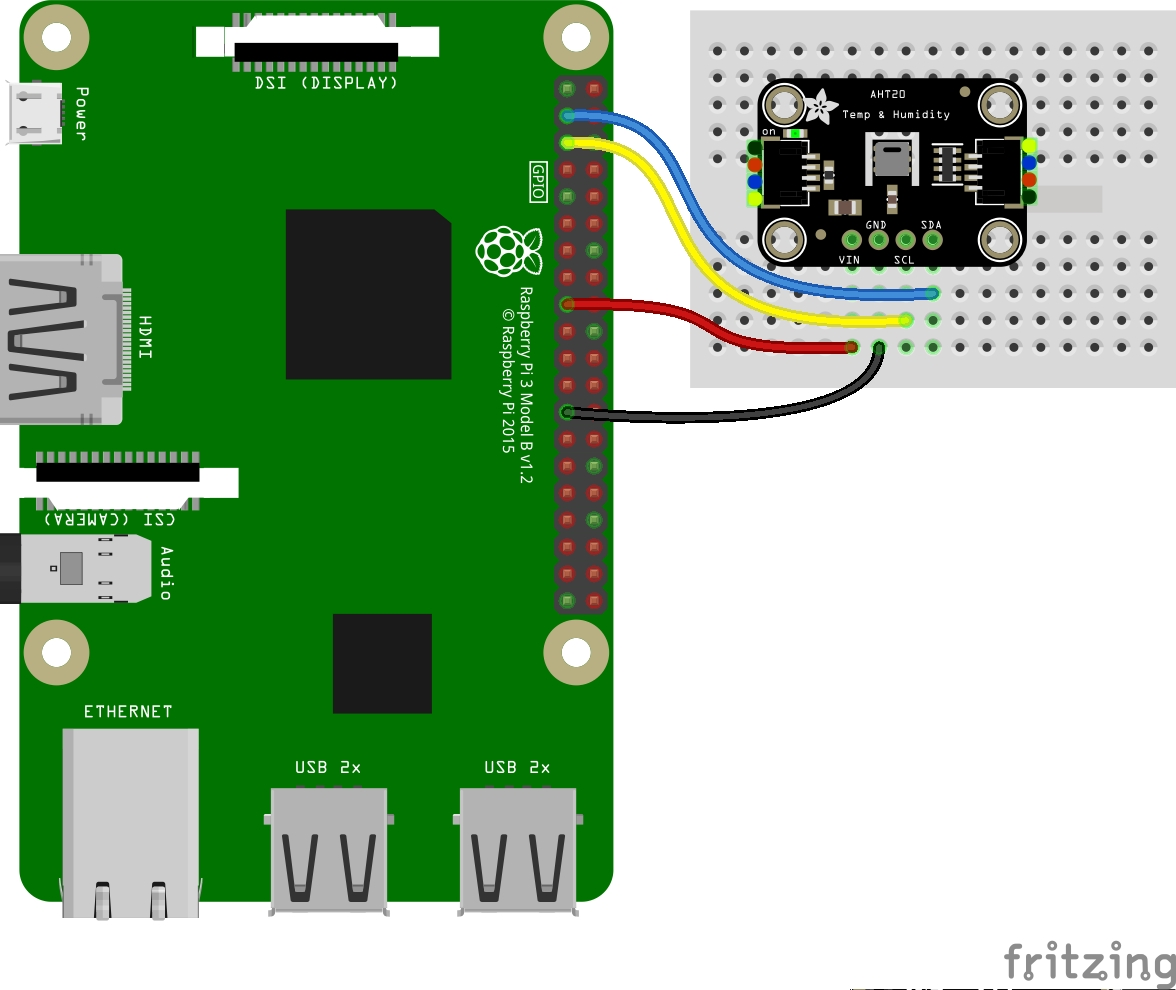 DSI (DISPLAY)
Power
GPIO
HDMI
Raspberry Pi 3 Model B v1.2
© Raspberry Pi 2015
CSI (CAMERA)
Audio
ETHERNET
USB 2x
USB 2x
AHT20
Temp & Humidity
on
GND
SDA
VIN
SCL
fritzing